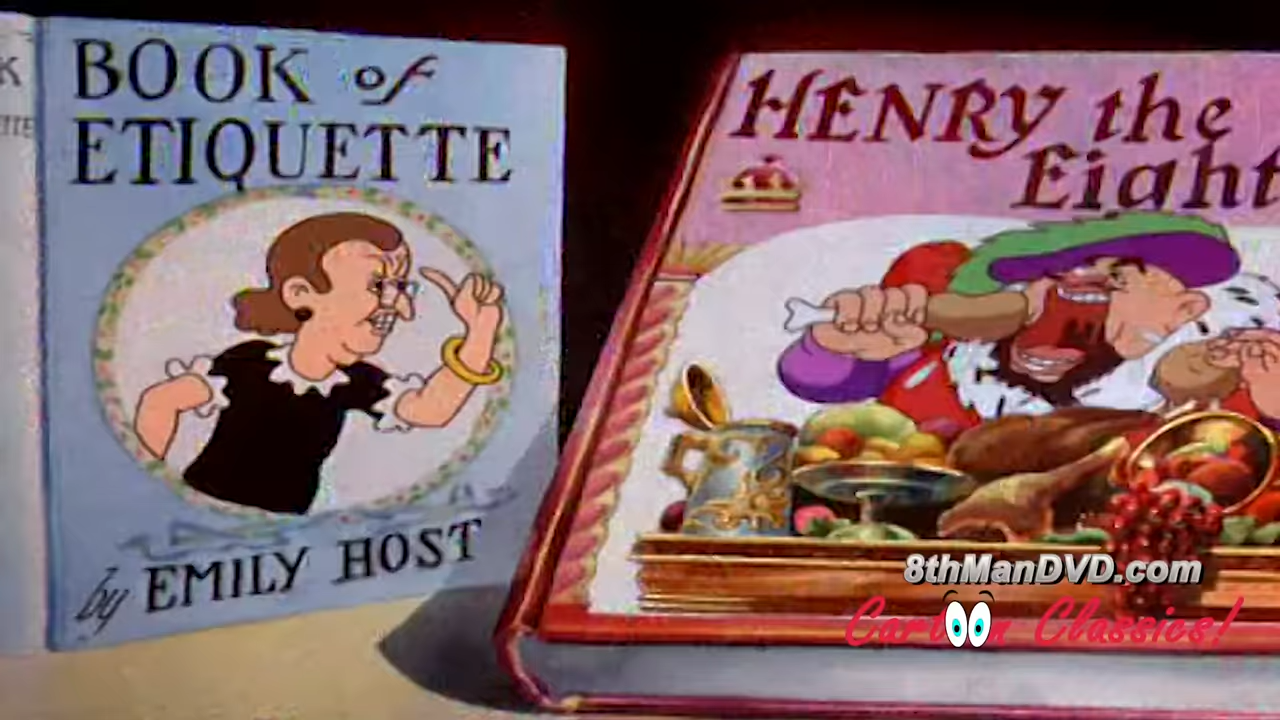 BOOK of
ETIQUETTE
by EMILY HOST
HENRY the
Eight
8thManDVD.com
Cartoon Classics!